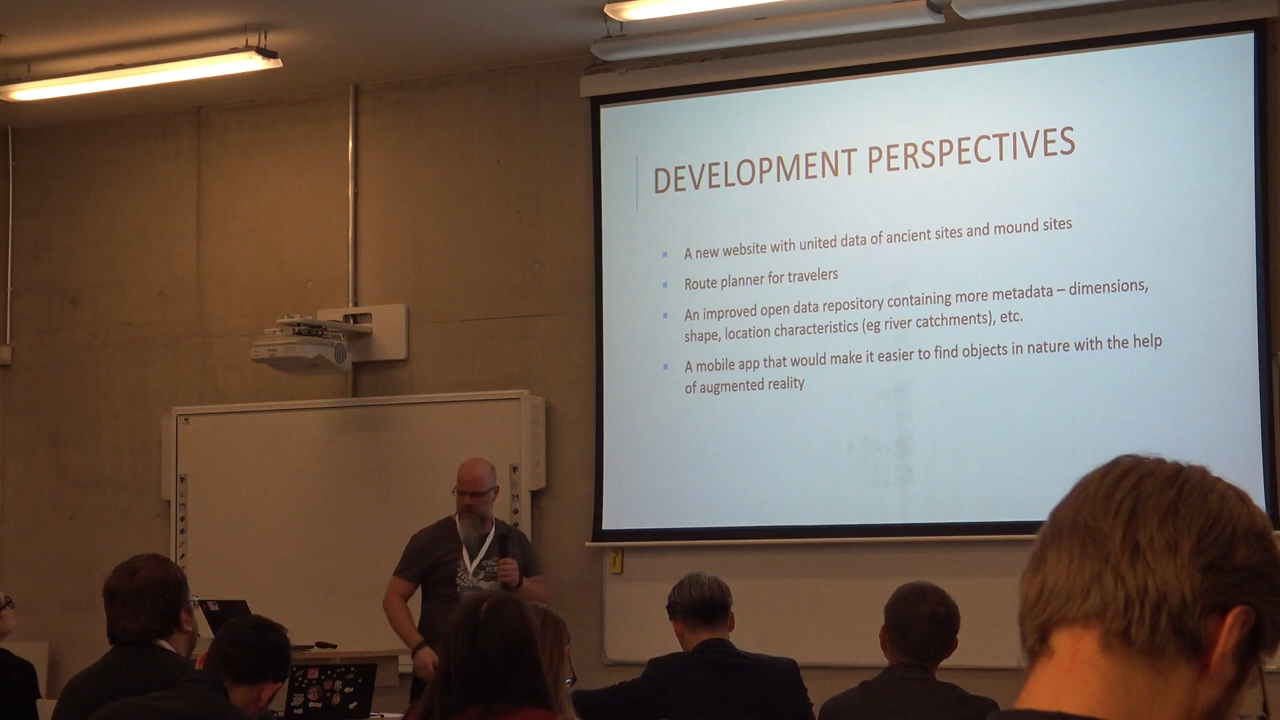 DEVELOPMENT PERSPECTIVES
A new website with united data of ancient sites and mound sites
Route planner for travelers
An improved open data repository containing more metadata – dimensions,
shape, location characteristics (eg river catchments), etc.
A mobile app that would make it easier to find objects in nature with the help
of augmented reality